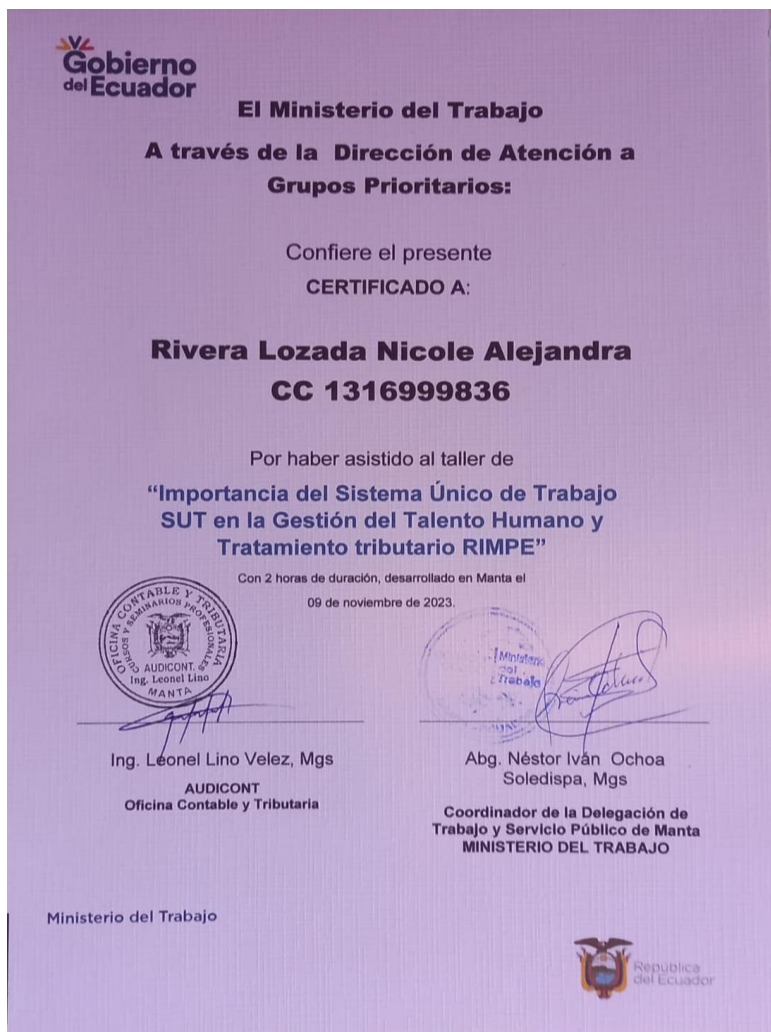 Gobierno
del Ecuador
El Ministerio del Trabajo
A través de la Dirección de Atención a
Grupos Prioritarios:
Confiere el presente
CERTIFICADO A:
Rivera Lozada Nicole Alejandra
CC 1316999836
Por haber asistido al taller de
“Importancia del Sistema Único de Trabajo
SUT en la Gestión del Talento Humano y
Tratamiento tributario RIMPE”
Con 2 horas de duración, desarrollado en Manta el
09 de noviembre de 2023.
OFICINA CONTABLE Y TRIBUTARIA
CURSOS Y SEMINARIOS PROFESIONALES
AUDICONT.
Ing. Leonel Lino
MANTA
Ministerio
del
Trabajo
Ing. Leonel Lino Velez, Mgs
AUDICONT
Oficina Contable y Tributaria
Abg. Néstor Iván Ochoa
Soledispa, Mgs
Coordinador de la Delegación de
Trabajo y Servicio Público de Manta
MINISTERIO DEL TRABAJO
Ministerio del Trabajo
República
del Ecuador